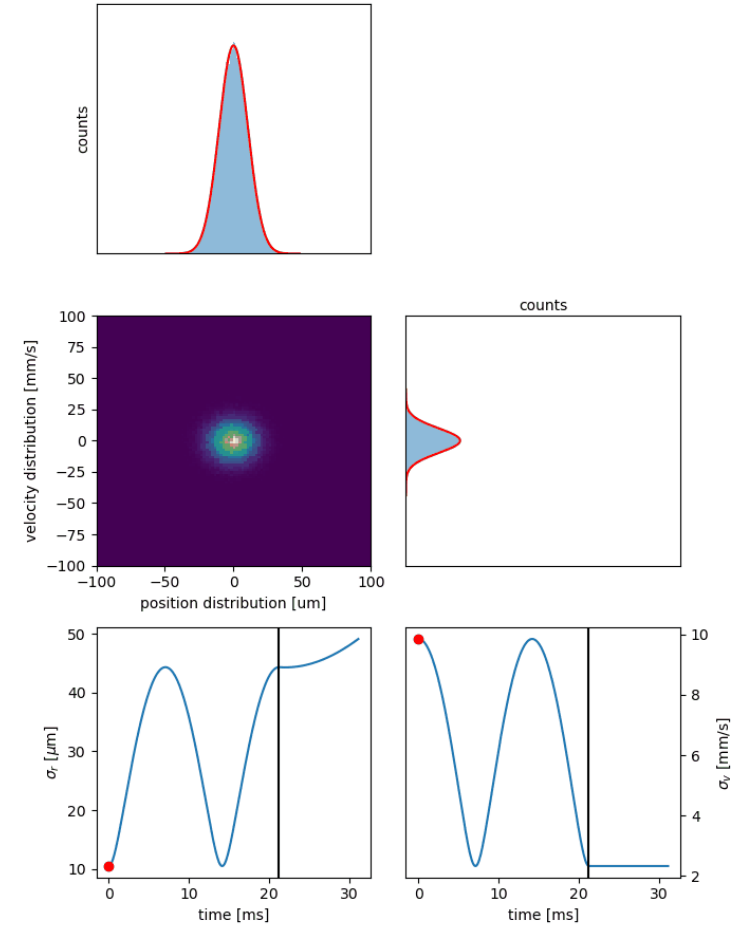 counts
counts
velocity distribution [mm/s]
100
75
50
25
0
−25
−50
−75
−100
−100 −50 0 50 100
position distribution [um]
σr [μm]
50
40
30
20
10
0 10 20 30
time [ms]
10
8
6
4
2
σv [mm/s]
0 10 20 30
time [ms]